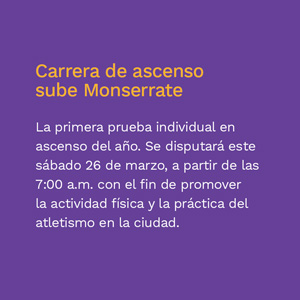 Carrera de ascenso
sube Monserrate
La primera prueba individual en
ascenso del año. Se disputará este
sábado 26 de marzo, a partir de las
7:00 a.m. con el fin de promover
la actividad física y la práctica del
atletismo en la ciudad.